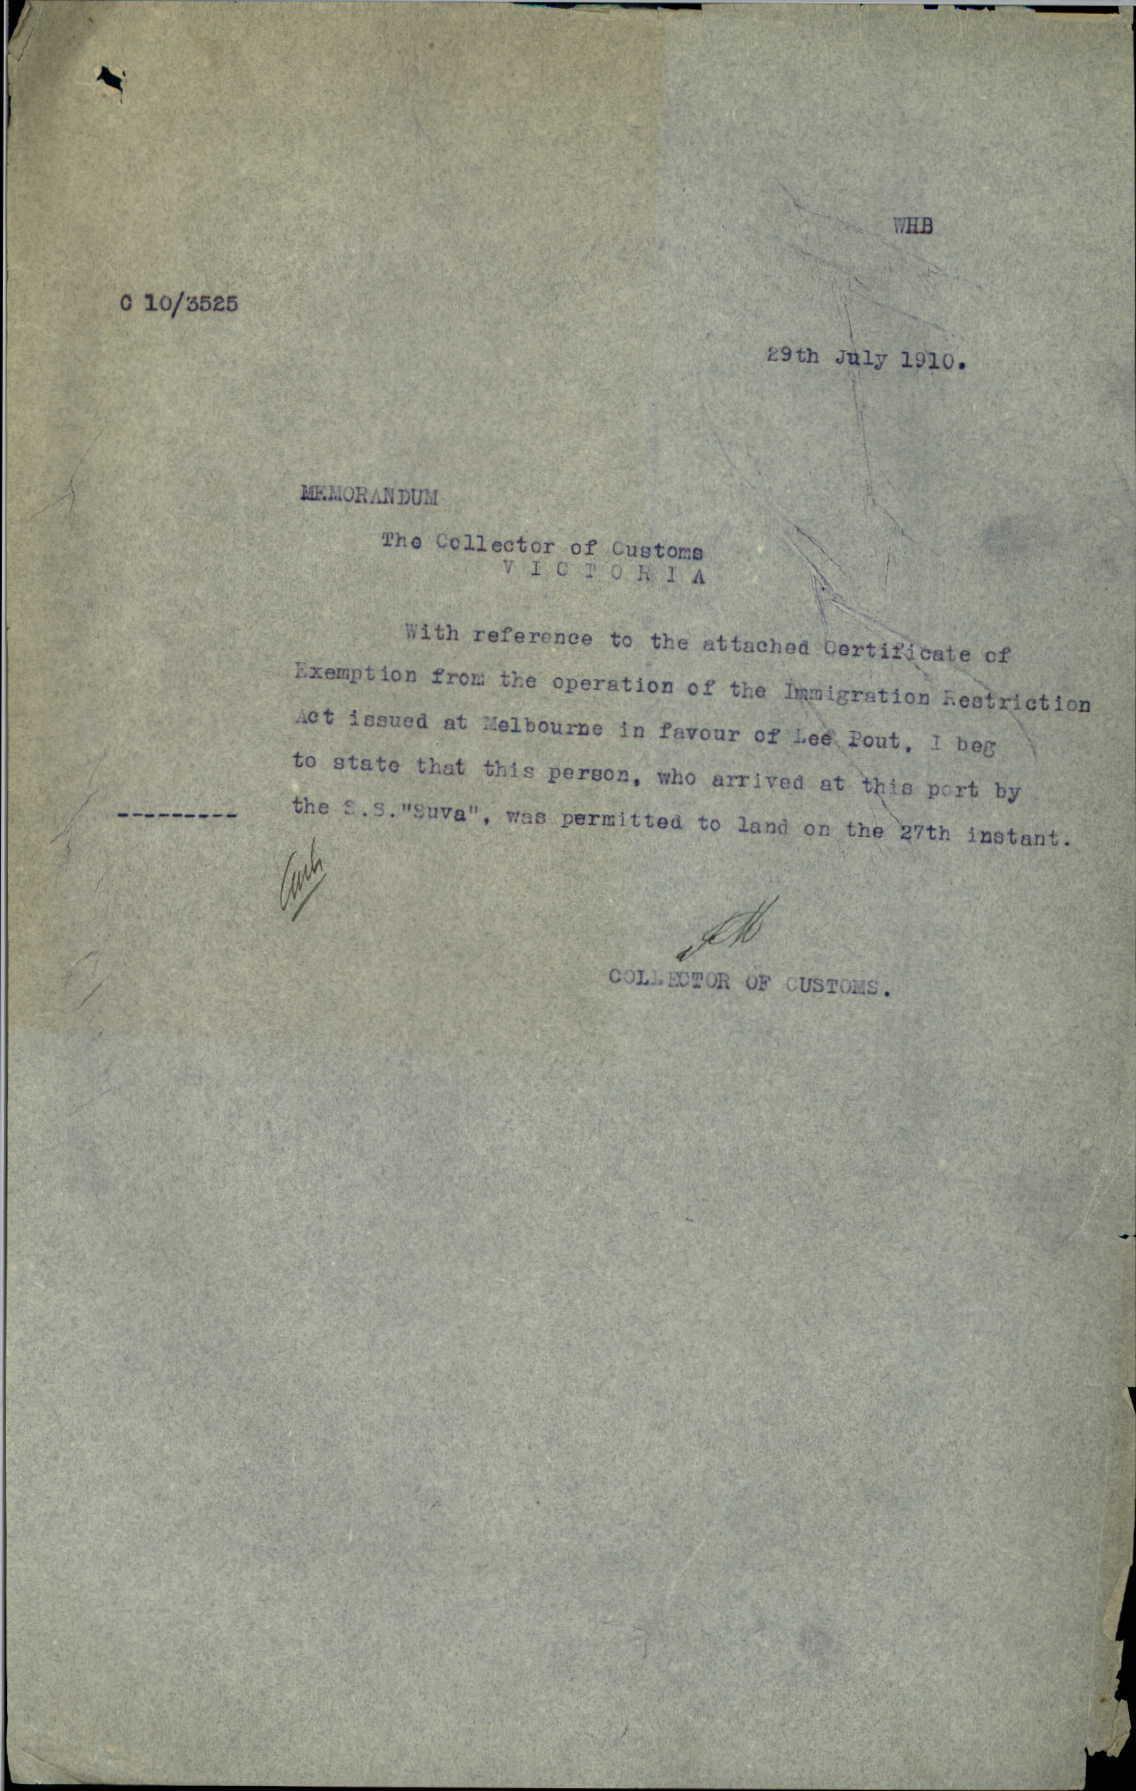 WHB
C 10/3525
29th July 1910.
MEMORANDUM
The Collector of Customs
V I C T O R I A
With reference to the attached Certificate of
Exemption from the operation of the Immigration Restriction
Act issued at Melbourne in favour of Lee Pout, I beg
to state that this person, who arrived at this port by
the S.S."Suva", was permitted to land on the 27th instant.
---------
COLLECTOR OF CUSTOMS.